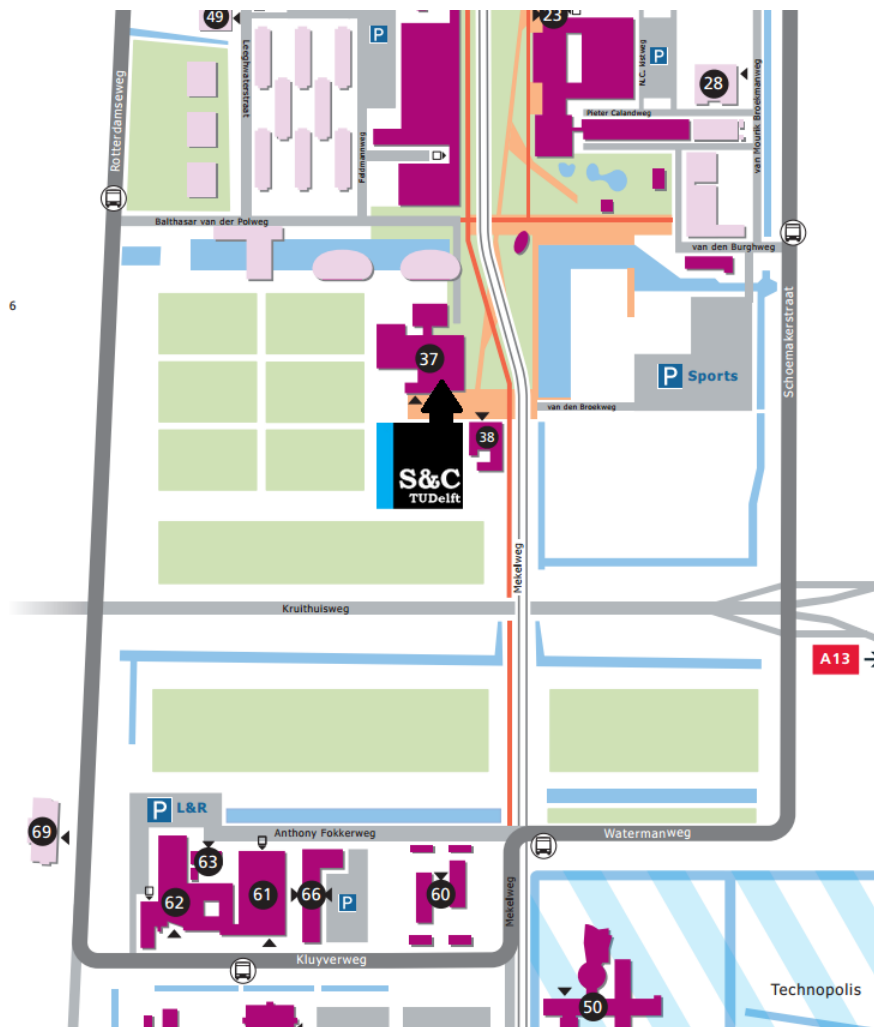 49
23
P
P
28
Leeghwaterstraat
N.C. Kistweg
Pieter Calandweg
van Mourik Broekmanweg
Rotterdamseweg
Feldmannweg
Balthasar van der Polweg
van den Burghweg
6
37
P Sports
Schoemakerstraat
van den Broekweg
38
S&C
TUDelft
Mekelweg
Kruithuisweg
A13
P L&R
69
Anthony Fokkerweg
Watermanweg
63
62
61
66
P
60
Mekelweg
Kluyverweg
Technopolis
50